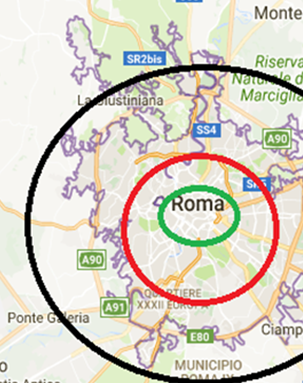 Monte
SR2bis
Riserva
Naturale d
Marcigli
La Giustiniana
SS4
A90
Roma
A90
QUARTIERE
XXXII EUROPA
A91
Ponte Galeria
E80
Ciamp
MUNICIPIO